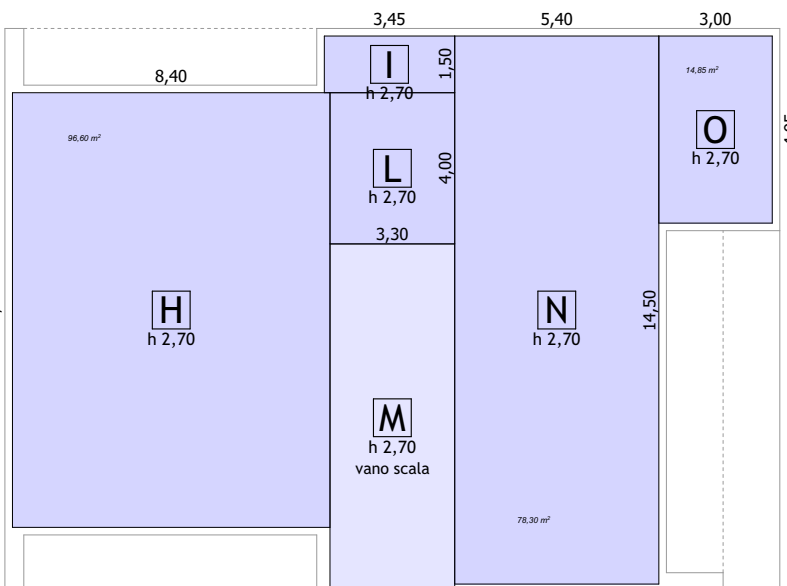 3,45
5,40
3,00
8,40
I
h 2,70
1,50
14,85 m²
O
h 2,70
96,60 m²
L
h 2,70
4,00
3,30
H
h 2,70
N
h 2,70
14,50
M
h 2,70
vano scala
78,30 m²